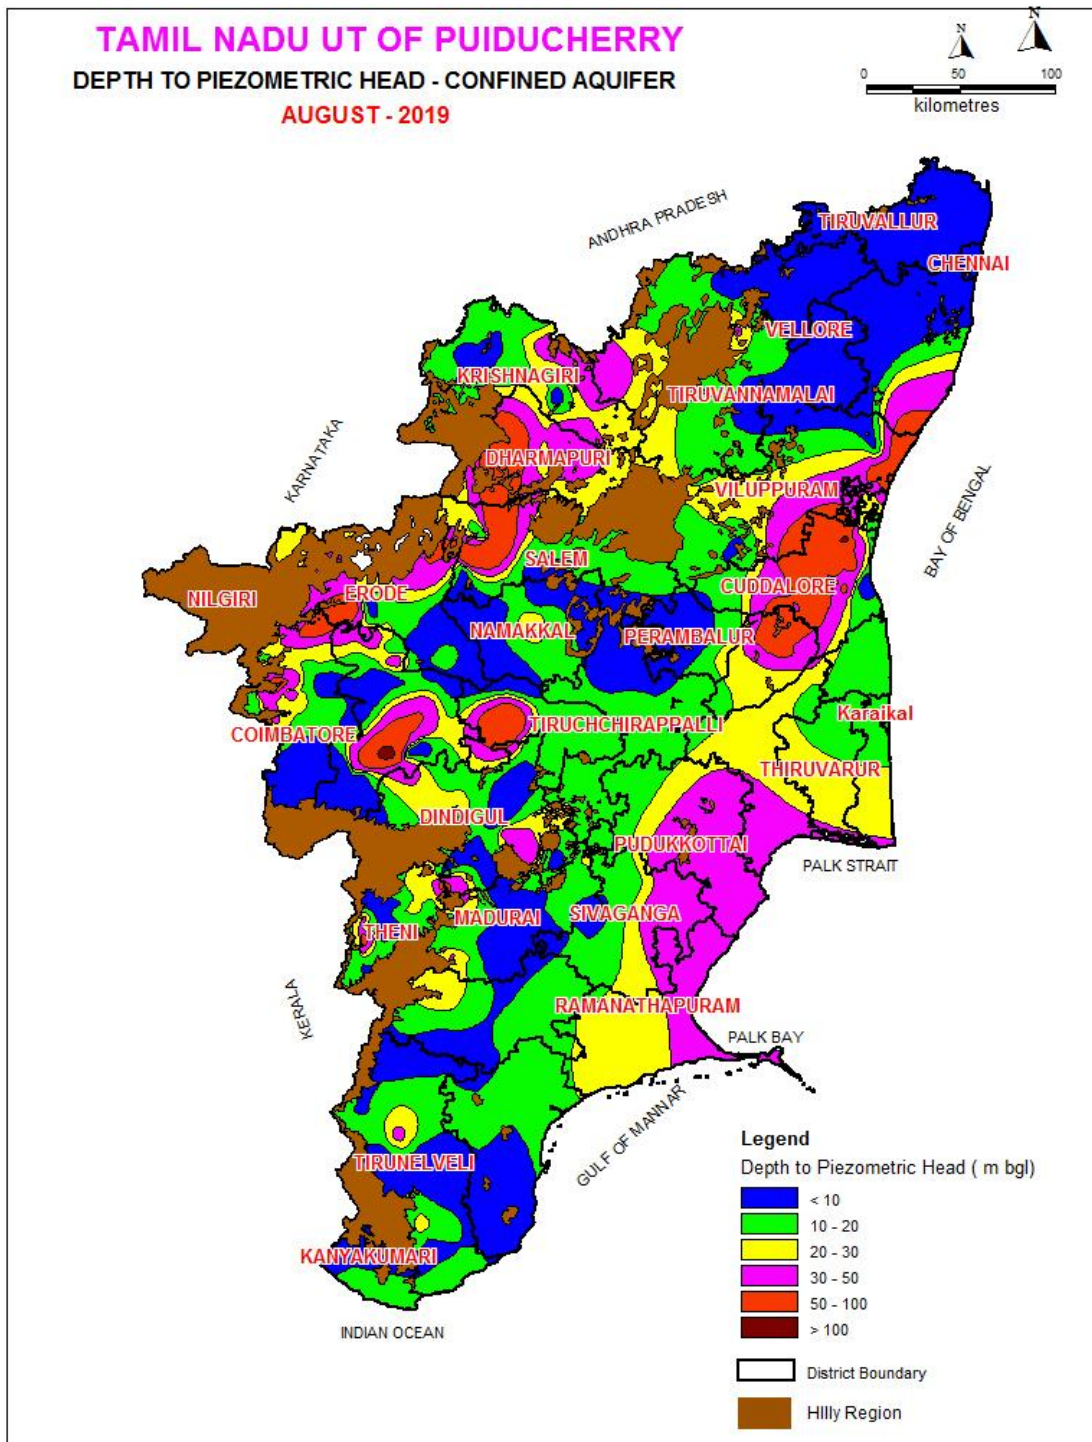 TAMIL NADU UT OF PUIDUCHERRY
DEPTH TO PIEZOMETRIC HEAD - CONFINED AQUIFER
AUGUST - 2019
N
N
0 50 100
kilometres
ANDHRA PRADESH
TIRUVALLUR
CHENNAI
VELLORE
KRISHNAGIRI
TIRUVANNAMALAI
KARNATAKA
DHARMAPURI
VILUPPURAM
BAY OF BENGAL
SALEM
CUDDALORE
NILGIRI
ERODE
NAMAKKAL
PERAMBALUR
Karaikal
COIMBATORE
TIRUCHCHIRAPPALLI
THIRUVARUR
DINDIGUL
PUDUKKOTTAI
PALK STRAIT
MADURAI
SIVAGANGA
THENI
KERALA
RAMANATHAPURAM
PALK BAY
GULF OF MANNAR
TIRUNELVELI
KANYAKUMARI
INDIAN OCEAN
Legend
Depth to Piezometric Head ( m bgl)
< 10
10 - 20
20 - 30
30 - 50
50 - 100
> 100
District Boundary
HIlly Region